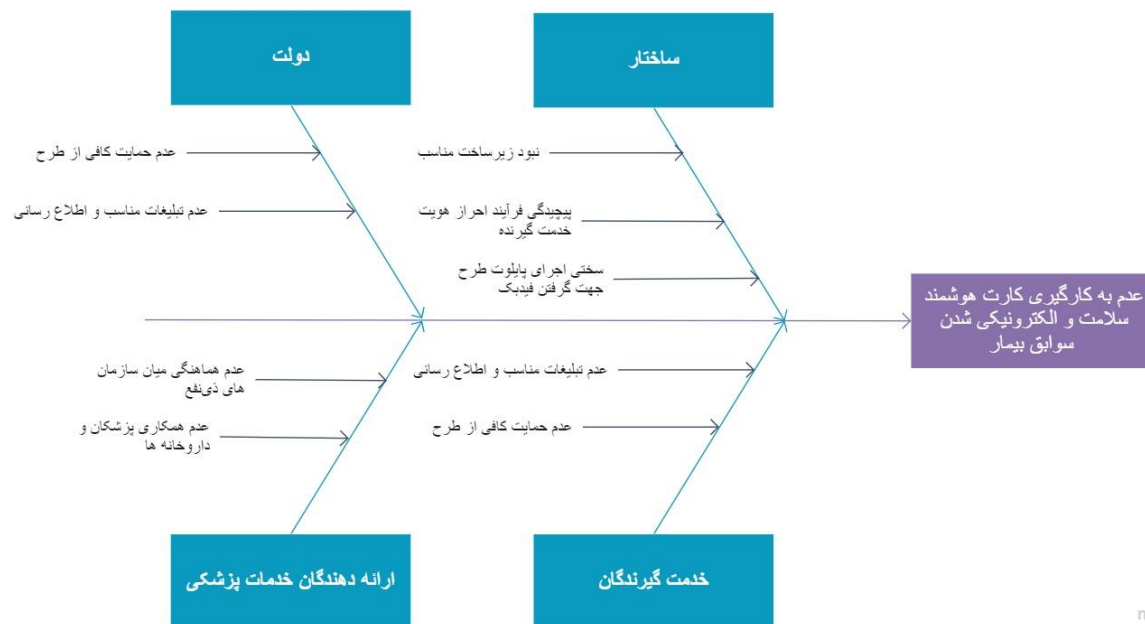 ساختار
دولت
نبود زیرساخت مناسب
عدم حمایت کافی از طرح
پیچیدگی فرآیند احراز هویت
خدمت گیرنده
عدم تبلیغات مناسب و اطلاع رسانی
سختی اجرای پایلوت طرح
جهت گرفتن فیدبک
عدم به کارگیری کارت هوشمند
سلامت و الکترونیکی شدن
سوابق بیمار
عدم تبلیغات مناسب و اطلاع رسانی
عدم هماهنگی میان سازمان
های ذی‌نفع
عدم حمایت کافی از طرح
عدم همکاری پزشکان و
داروخانه ها
خدمت گیرندگان
ارائه دهندگان خدمات پزشکی